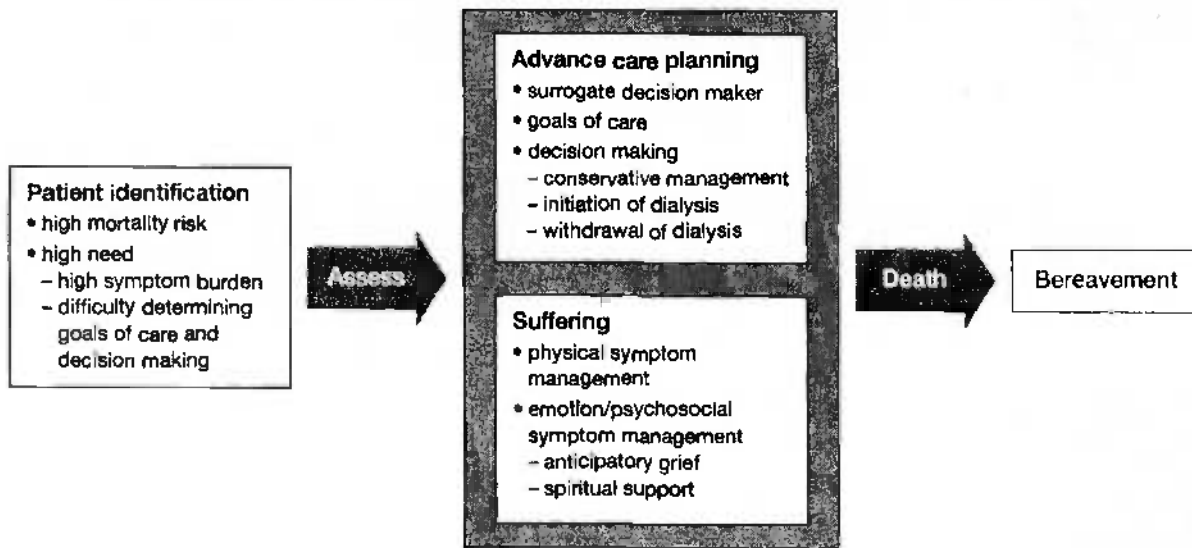 Patient identification
• high mortality risk
• high need
– high symptom burden
– difficulty determining
goals of care and
decision making
Assess
Advance care planning
• surrogate decision maker
• goals of care
• decision making
– conservative management
– initiation of dialysis
– withdrawal of dialysis
Suffering
• physical symptom
management
• emotion/psychosocial
symptom management
– anticipatory grief
– spiritual support
Death
Bereavement